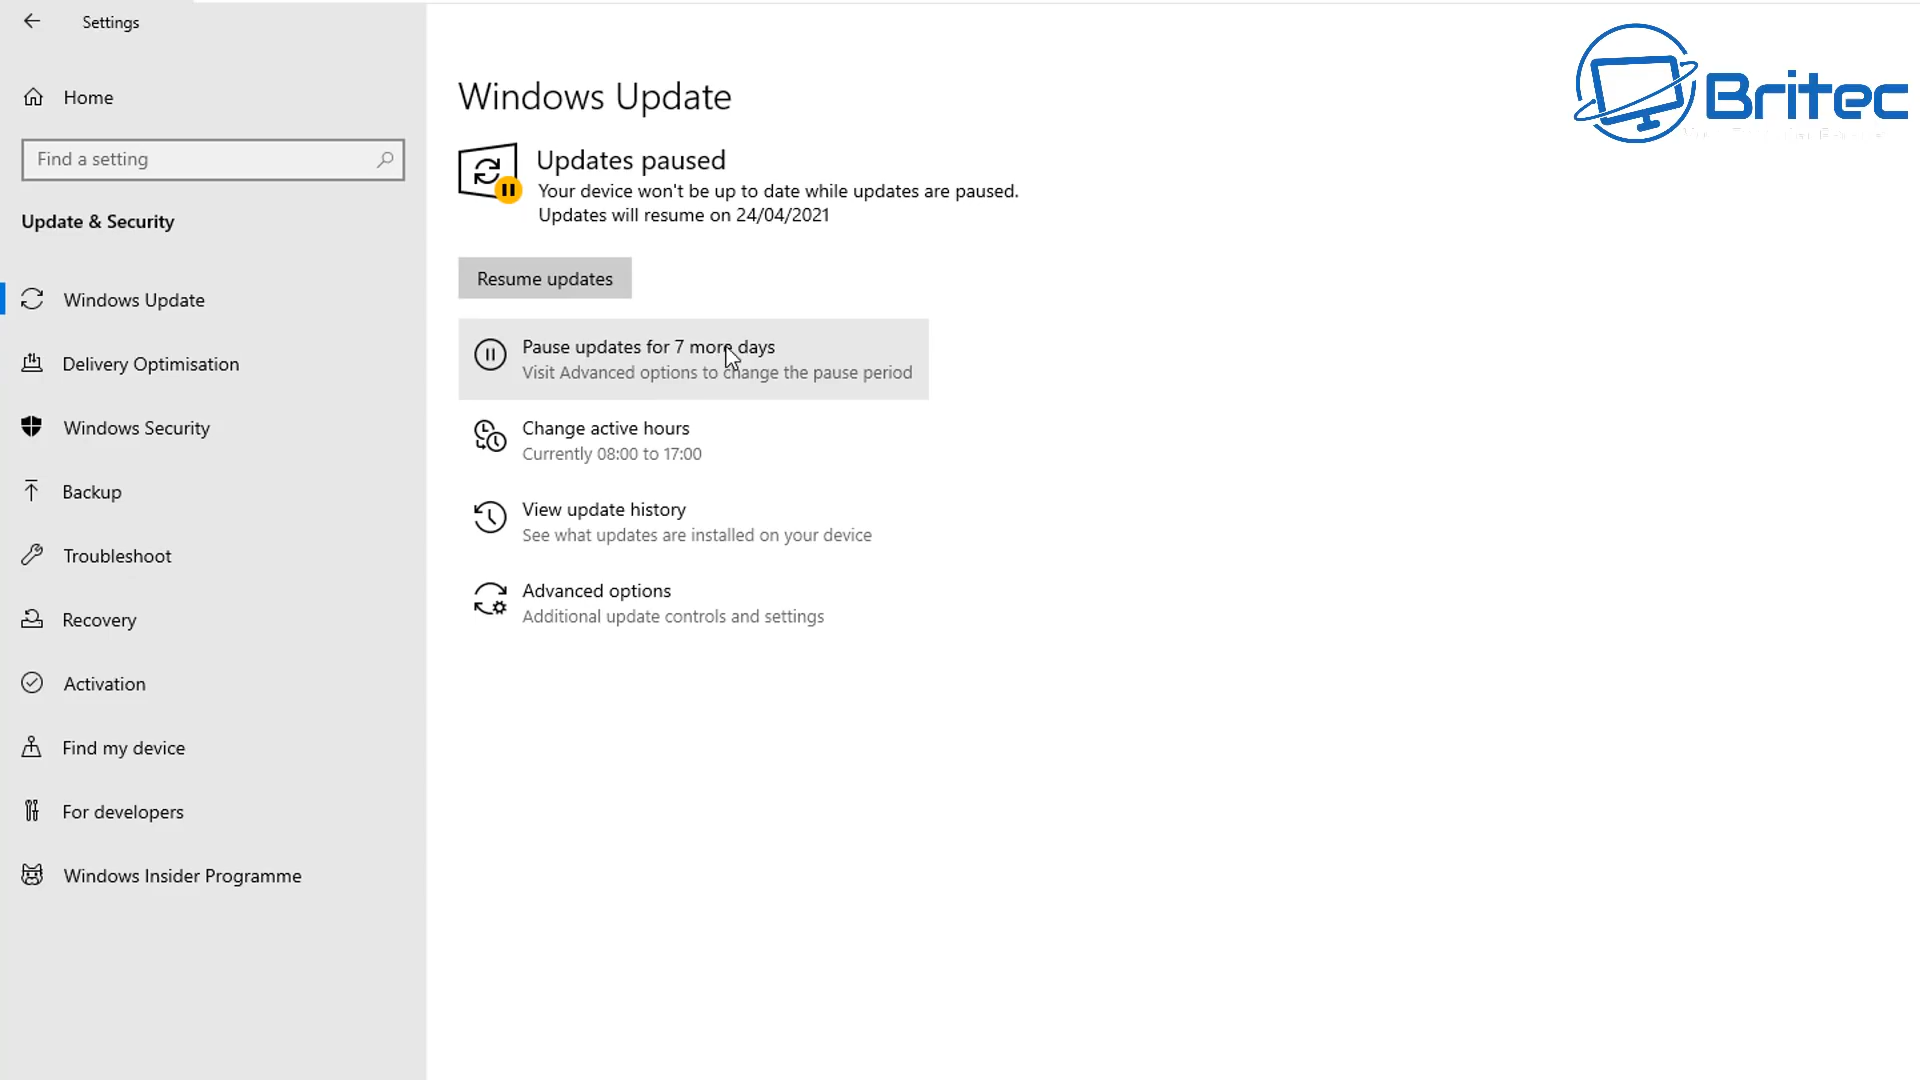 Settings
Home
Find a setting
Update & Security
Windows Update
Delivery Optimisation
Windows Security
Backup
Troubleshoot
Recovery
Activation
Find my device
For developers
Windows Insider Programme
Windows Update
Updates paused
Your device won't be up to date while updates are paused.
Updates will resume on 24/04/2021
Resume updates
Pause updates for 7 more days
Visit Advanced options to change the pause period
Change active hours
Currently 08:00 to 17:00
View update history
See what updates are installed on your device
Advanced options
Additional update controls and settings
Britec